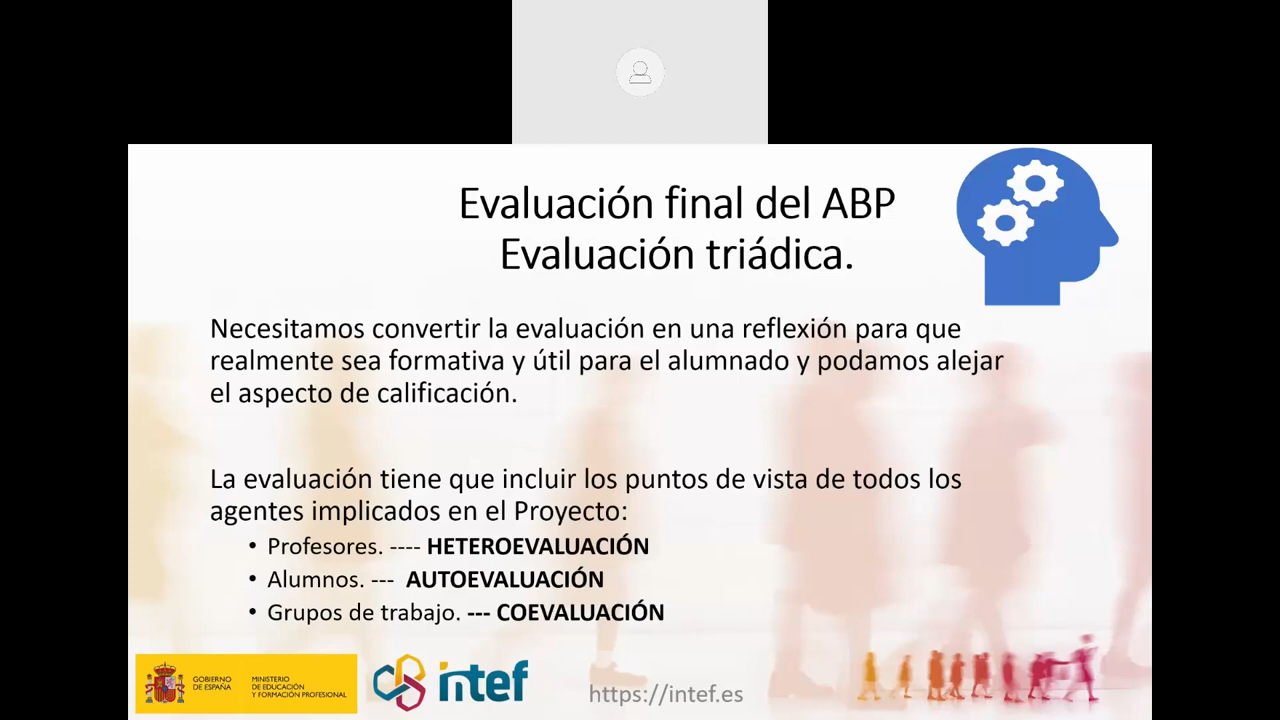 Evaluación final del ABP
Evaluación triádica.
Necesitamos convertir la evaluación en una reflexión para que
realmente sea formativa y útil para el alumnado y podamos alejar
el aspecto de calificación.
La evaluación tiene que incluir los puntos de vista de todos los
agentes implicados en el Proyecto:
• Profesores. ---- HETEROEVALUACIÓN
• Alumnos. --- AUTOEVALUACIÓN
• Grupos de trabajo. --- COEVALUACIÓN
GOBIERNO
DE ESPAÑA
MINISTERIO
DE EDUCACIÓN
Y FORMACIÓN PROFESIONAL
intef
https://intef.es